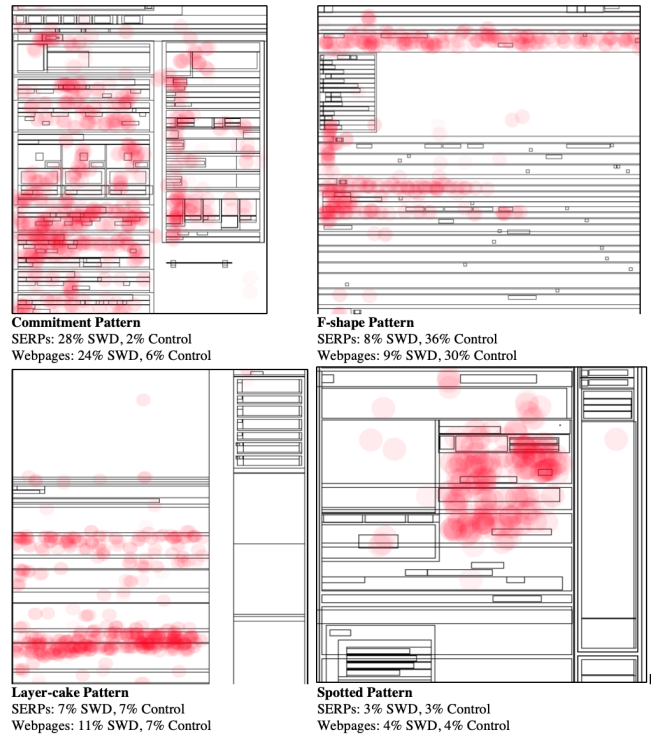 Commitment Pattern
SERPs: 28% SWD, 2% Control
Webpages: 24% SWD, 6% Control
F-shape Pattern
SERPs: 8% SWD, 36% Control
Webpages: 9% SWD, 30% Control
Layer-cake Pattern
SERPs: 7% SWD, 7% Control
Webpages: 11% SWD, 7% Control
Spotted Pattern
SERPs: 3% SWD, 3% Control
Webpages: 4% SWD, 4% Control